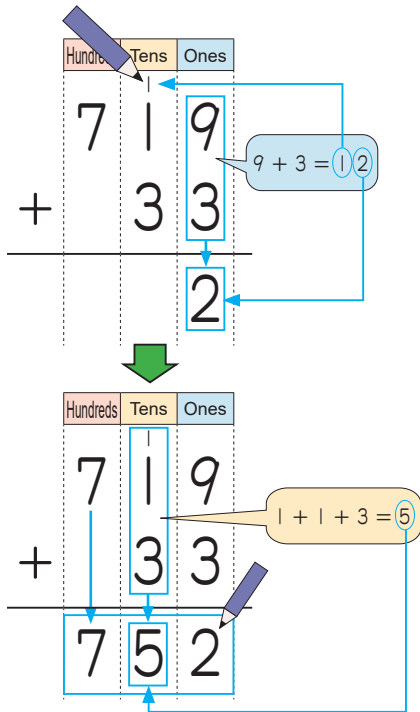 Hundreds Tens Ones
1
7 1 9
9 + 3 = 1 2
+ 3 3
2
Hundreds Tens Ones
1
7 1 9
1 + 1 + 3 = 5
+ 3 3
7 5 2